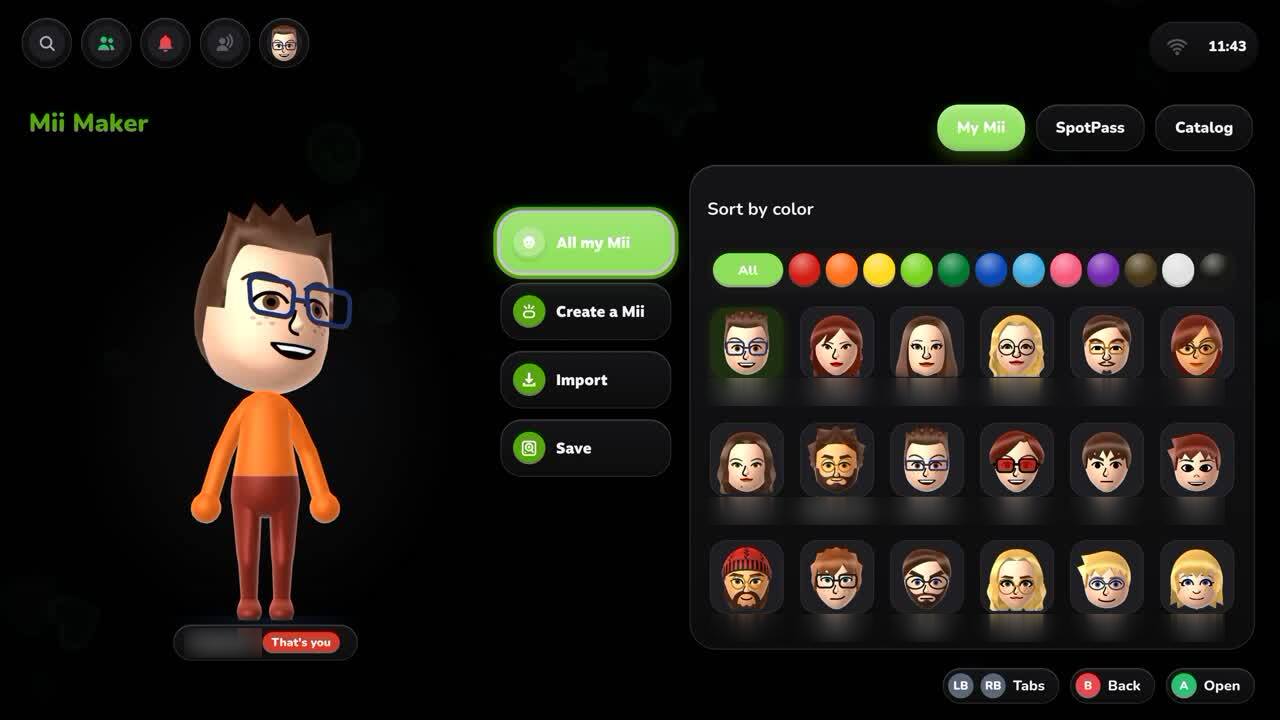 11:43
Mii Maker
My Mii
SpotPass
Catalog
Sort by color
All my Mii
All
Create a Mii
Import
Save
That's you
LB RB Tabs
B Back
A Open